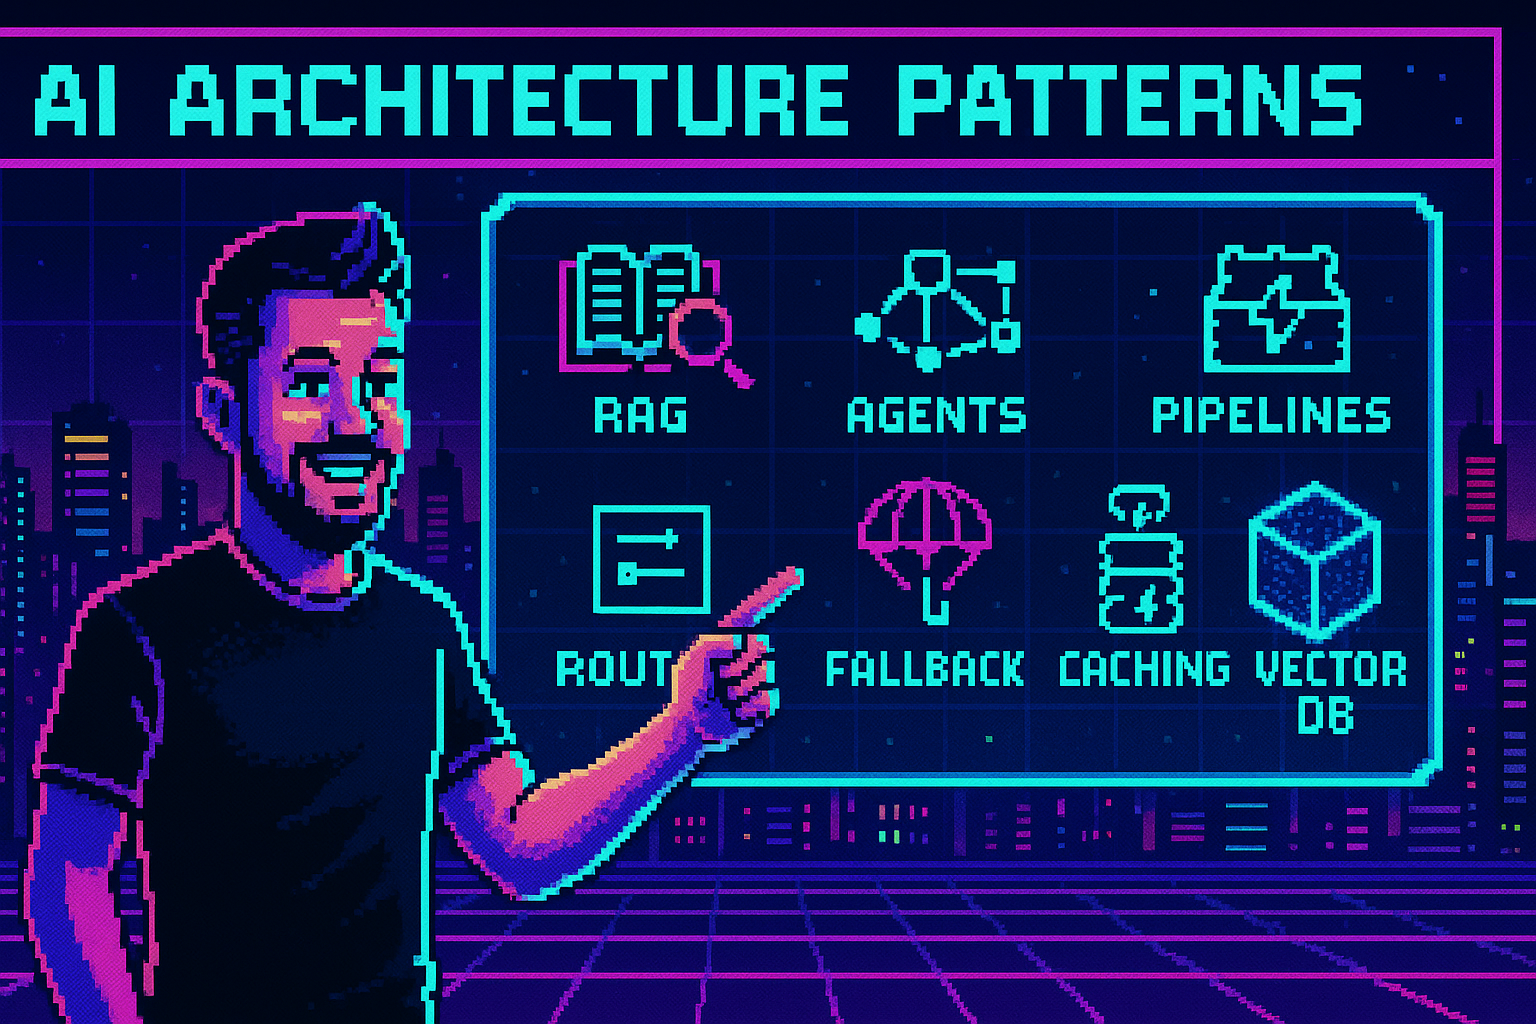 AI ARCHITECTURE PATTERNS
RAG
AGENTS
PIPELINES
ROUT
FALLBACK
CACHING
VECTOR
DB